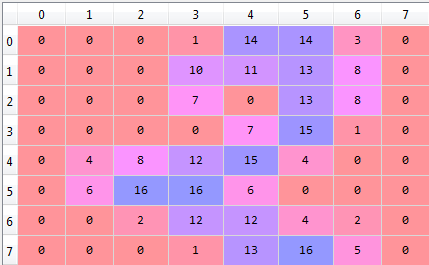 0 1 2 3 4 5 6 7
0 0 0 0 1 14 14 3 0
1 0 0 0 10 11 13 8 0
2 0 0 0 7 0 13 8 0
3 0 0 0 0 7 15 1 0
4 0 4 8 12 15 4 0 0
5 0 6 16 16 6 0 0 0
6 0 0 2 12 12 4 2 0
7 0 0 0 1 13 16 5 0